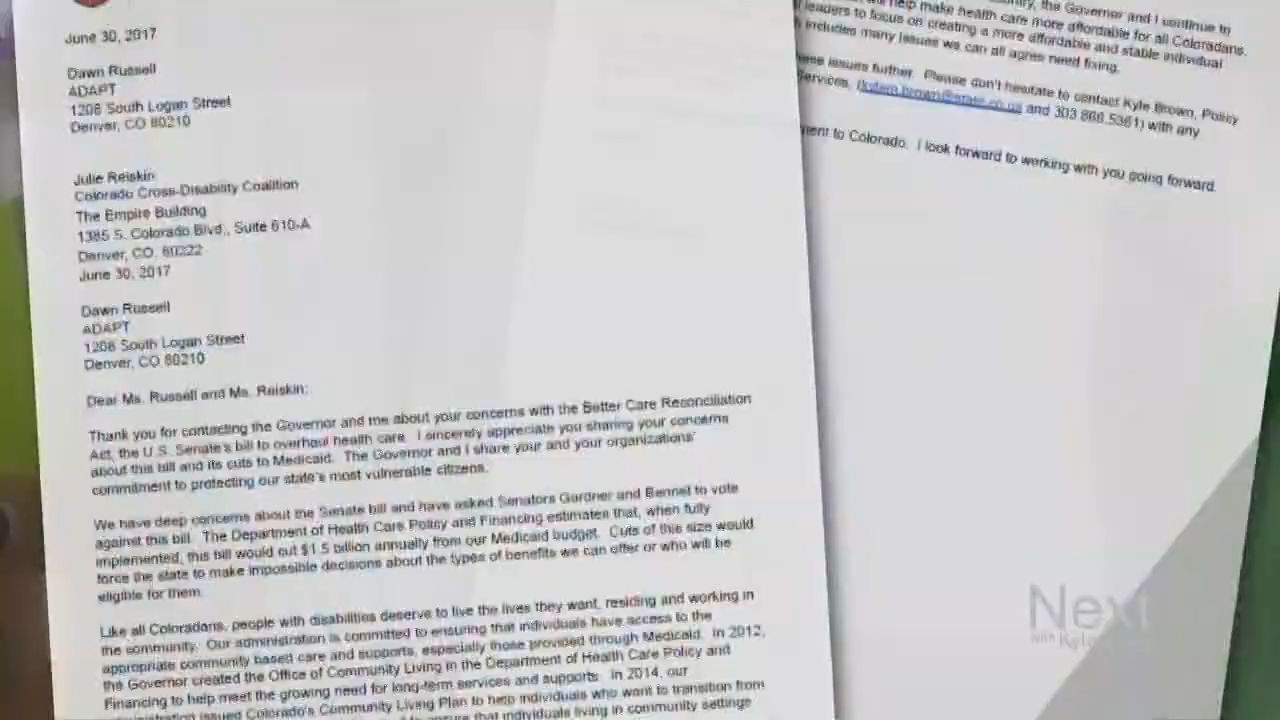 June 30, 2017
Dawn Russell
ADAPT
1208 South Logan Street
Denver, CO 80210
Julie Reiskin
Colorado Cross-Disability Coalition
The Empire Building
1385 S. Colorado Blvd., Suite 610-A
Denver, CO. 80222
June 30, 2017
Dawn Russell
ADAPT
1208 South Logan Street
Denver, CO 80210
Dear Ms. Russell and Ms. Reiskin:
Thank you for contacting the Governor and me about your concerns with the Better Care Reconciliation
Act, the U.S. Senate's bill to overhaul health care. I sincerely appreciate you sharing your concerns
about this bill and its cuts to Medicaid. The Governor and I share your and your organizations'
commitment to protecting our state's most vulnerable citizens.
We have deep concerns about the Senate bill and have asked Senators Gardner and Bennet to vote
against this bill. The Department of Health Care Policy and Financing estimates that, when fully
implemented, this bill would cut $1.5 billion annually from our Medicaid budget. Cuts of this size would
force the state to make impossible decisions about the types of benefits we can offer or who will be
eligible for them.
Like all Coloradans, people with disabilities deserve to live the lives they want, residing and working in
the community. Our administration is committed to ensuring that individuals have access to the
appropriate community based care and supports, especially those provided through Medicaid. In 2012,
the Governor created the Office of Community Living in the Department of Health Care Policy and
Financing to help meet the growing need for long-term services and supports. In 2014, our
issued Colorado's Community Living Plan to help individuals who want to transition from
that individuals living in community settings
the Governor and I continue to
help make health care more affordable for all Coloradans.
leaders to focus on creating a more affordable and stable individual
includes many issues we can all agree need fixing.
these issues further. Please don't hesitate to contact Kyle Brown, Policy
and 303 866.5361) with any
to Colorado. I look forward to working with you going forward.
Next
with Kyle